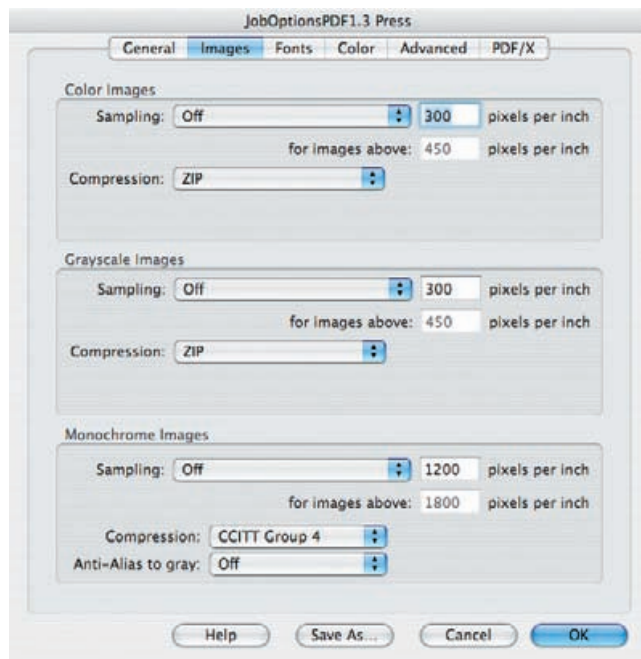 JobOptionsPDF1.3 Press
General Images Fonts Color Advanced PDF/X
Color Images
Sampling: Off 300 pixels per inch
for images above: 450 pixels per inch
Compression: ZIP
Grayscale Images
Sampling: Off 300 pixels per inch
for images above: 450 pixels per inch
Compression: ZIP
Monochrome Images
Sampling: Off 1200 pixels per inch
for images above: 1800 pixels per inch
Compression: CCITT Group 4
Anti-Alias to gray: Off
Help Save As... Cancel OK